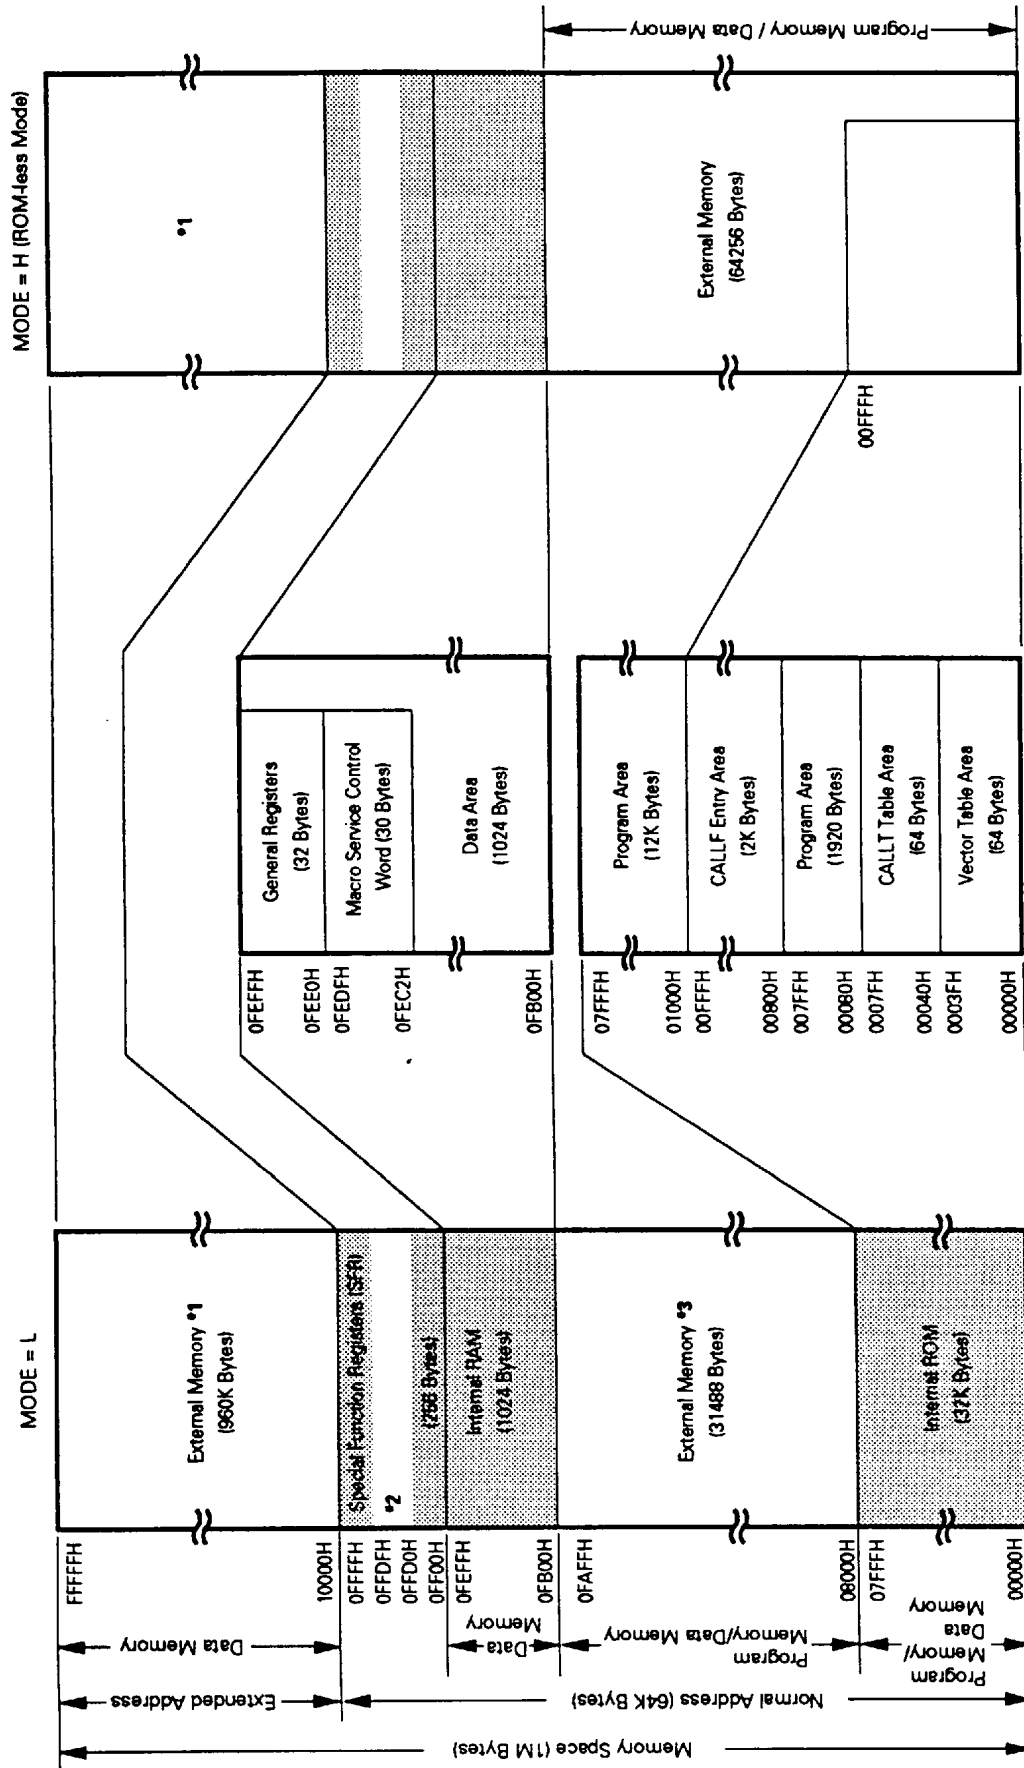 MODE = L
MODE = H (ROM-less Mode)
Memory Space (1M Bytes)
Extended Address
Normal Address (64K Bytes)
Data Memory
Data
Memory
Program
Memory/Data Memory
Program
Memory/
Data
Memory
FFFFFH
10000H
0FFFFH
0FFDFH
0FFD0H
0FF00H
0FEFFH
0FB00H
0FAFFH
08000H
07FFFH
00000H
External Memory *1
(960K Bytes)
Special Function Registers (SFR)
*2
(256 Bytes)
Internal RAM
(1024 Bytes)
External Memory *3
(31488 Bytes)
Internal ROM
(32K Bytes)
0FEFFH
0FEE0H
0FEDFH
0FEC2H
0FB00H
General Registers
(32 Bytes)
Macro Service Control
Word (30 Bytes)
Data Area
(1024 Bytes)
07FFFH
01000H
00FFFH
00800H
007FFH
00080H
0007FH
00040H
0003FH
00000H
Program Area
(12K Bytes)
CALLF Entry Area
(2K Bytes)
Program Area
(1920 Bytes)
CALLT Table Area
(64 Bytes)
Vector Table Area
(64 Bytes)
*1
External Memory
(64256 Bytes)
00FFFH
Program Memory / Data Memory